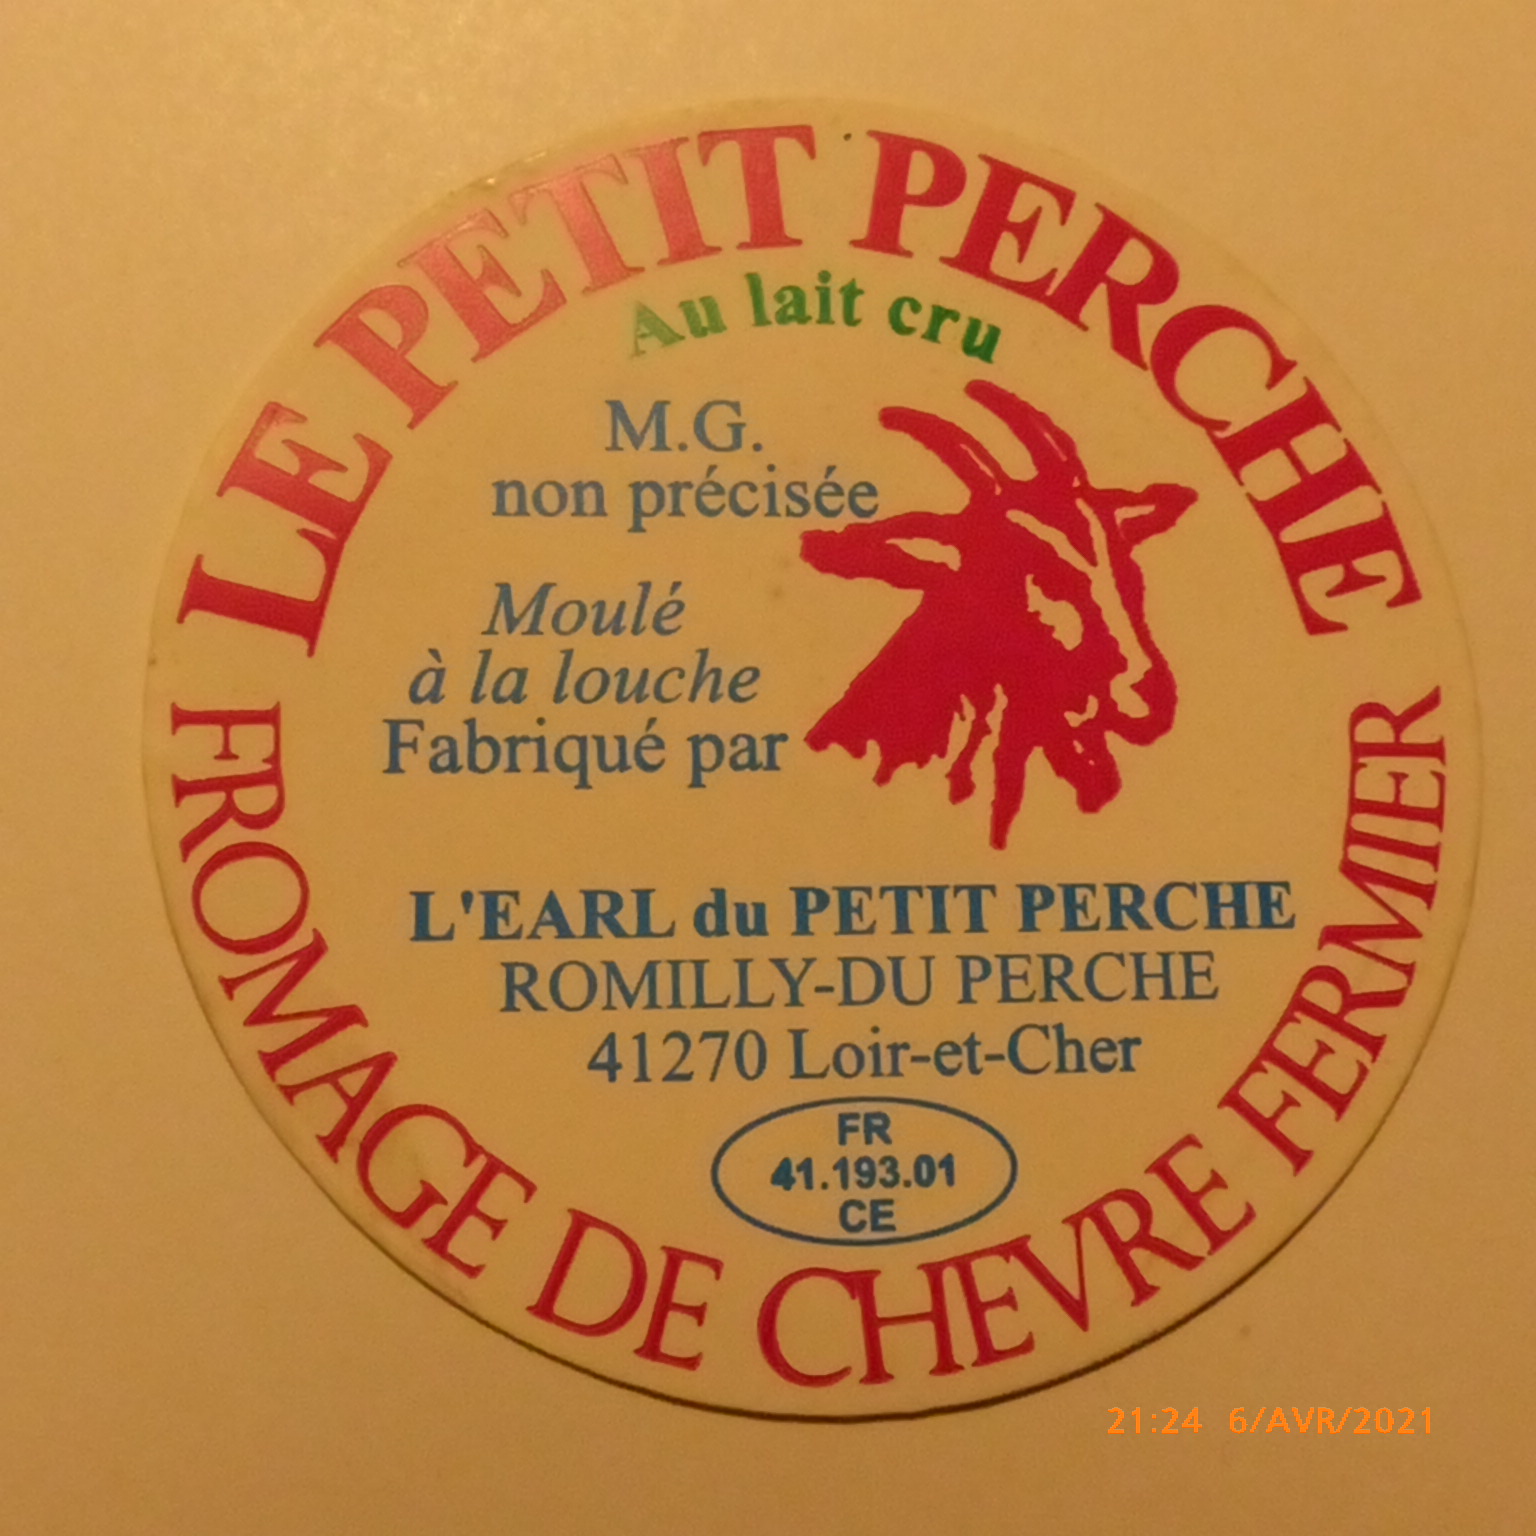 LE PETIT PERCHE
Au lait cru
M.G.
non précisée
Moulé
à la louche
Fabriqué par
L'EARL du PETIT PERCHE
ROMILLY-DU PERCHE
41270 Loir-et-Cher
FR
41.193.01
CE
FROMAGE DE CHEVRE FERMIER
21:24 6/AVR/2021